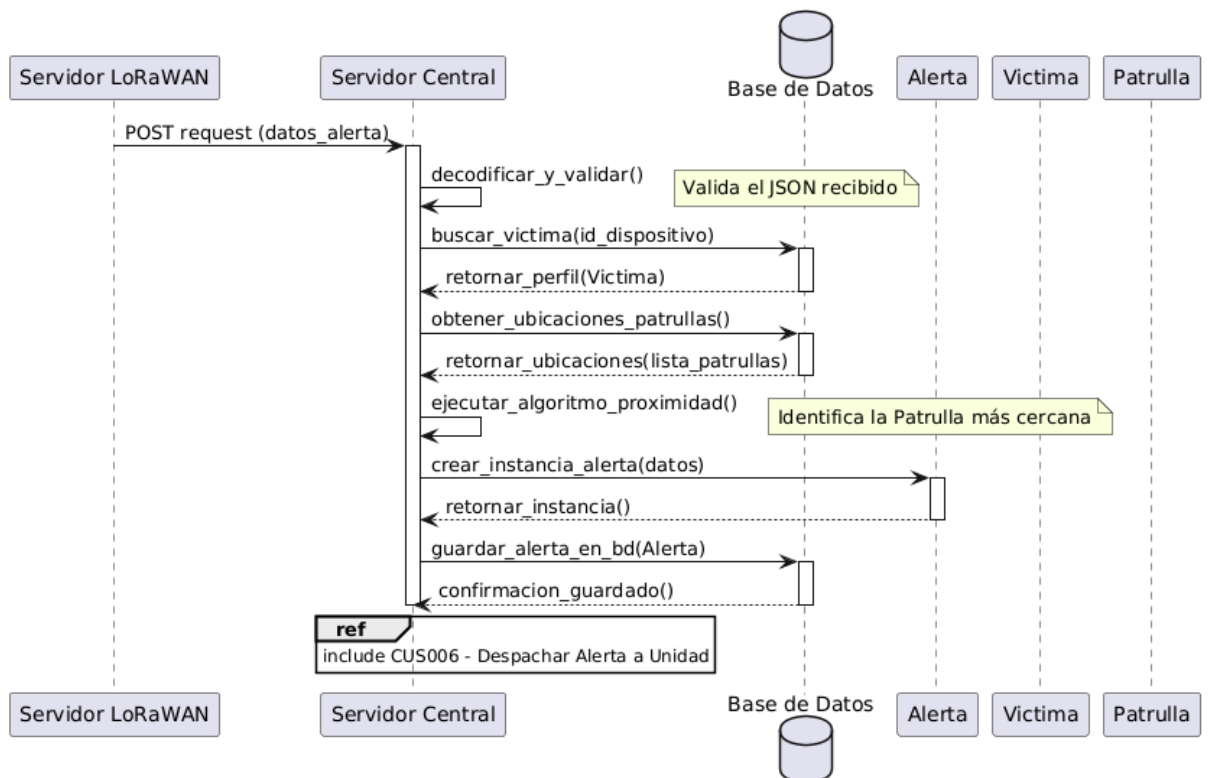 Servidor LoRaWAN
Servidor Central
Base de Datos
Alerta
Victima
Patrulla
POST request (datos_alerta)
decodificar_y_validar()
Valida el JSON recibido
buscar_victima(id_dispositivo)
retornar_perfil(Victima)
obtener_ubicaciones_patrullas()
retornar_ubicaciones(lista_patrullas)
ejecutar_algoritmo_proximidad()
Identifica la Patrulla más cercana
crear_instancia_alerta(datos)
retornar_instancia()
guardar_alerta_en_bd(Alerta)
confirmacion_guardado()
ref
include CUS006 - Despachar Alerta a Unidad
Servidor LoRaWAN
Servidor Central
Base de Datos
Alerta
Victima
Patrulla